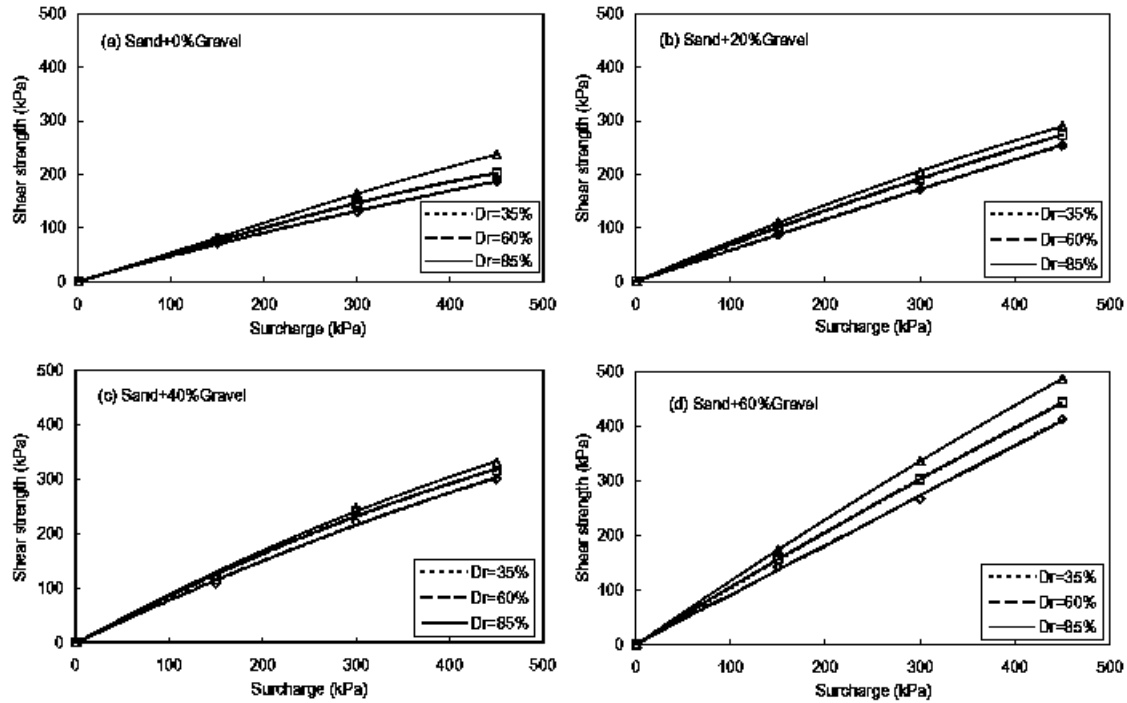 (a) Sand+0%Gravel
Shear strength (kPa)
500
400
300
200
100
0
Dr=35%
Dr=60%
Dr=85%
0 100 200 300 400 500
Surcharge (kPa)
(b) Sand+20%Gravel
Shear strength (kPa)
500
400
300
200
100
0
Dr=35%
Dr=60%
Dr=85%
0 100 200 300 400 500
Surcharge (kPa)
(c) Sand+40%Gravel
Shear strength (kPa)
500
400
300
200
100
0
Dr=35%
Dr=60%
Dr=85%
0 100 200 300 400 500
Surcharge (kPa)
(d) Sand+60%Gravel
Shear strength (kPa)
500
400
300
200
100
0
Dr=35%
Dr=60%
Dr=85%
0 100 200 300 400 500
Surcharge (kPa)